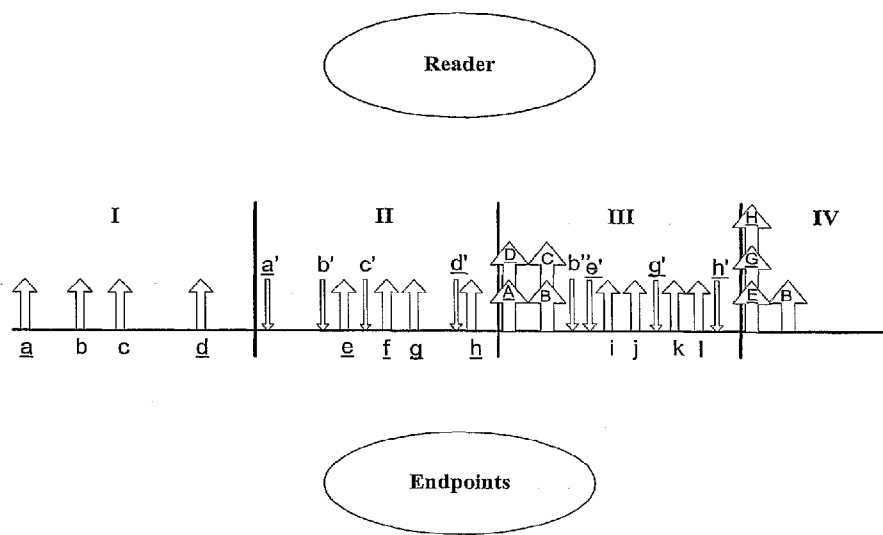 Reader
I II III IV
H
D C G
a' b' c' d' b'' e' g' h'
A B E B
a b c d e f g h i j k l
Endpoints